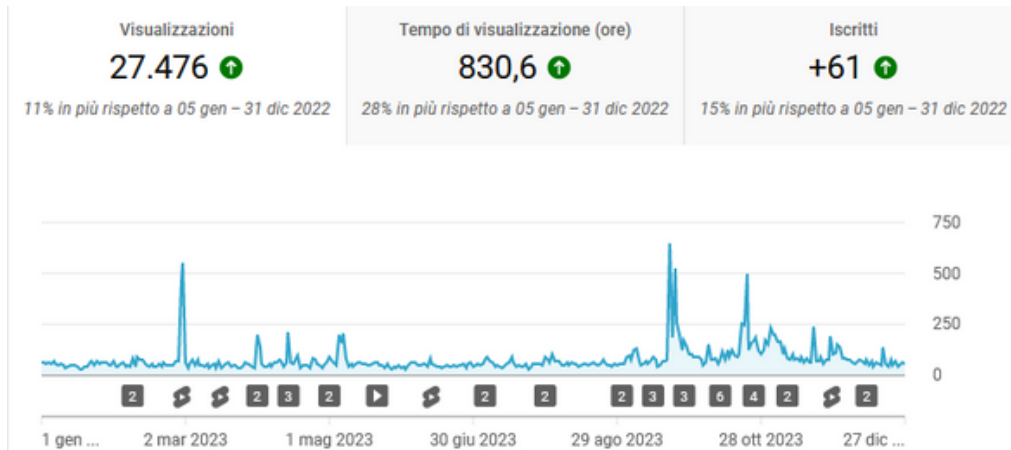 Visualizzazioni
27.476
11% in più rispetto a 05 gen – 31 dic 2022
Tempo di visualizzazione (ore)
830,6
28% in più rispetto a 05 gen – 31 dic 2022
Iscritti
+61
15% in più rispetto a 05 gen – 31 dic 2022
750
500
250
0
2 2 3 2 2 2 2 3 3 6 4 2 2
1 gen ... 2 mar 2023 1 mag 2023 30 giu 2023 29 ago 2023 28 ott 2023 27 dic ...